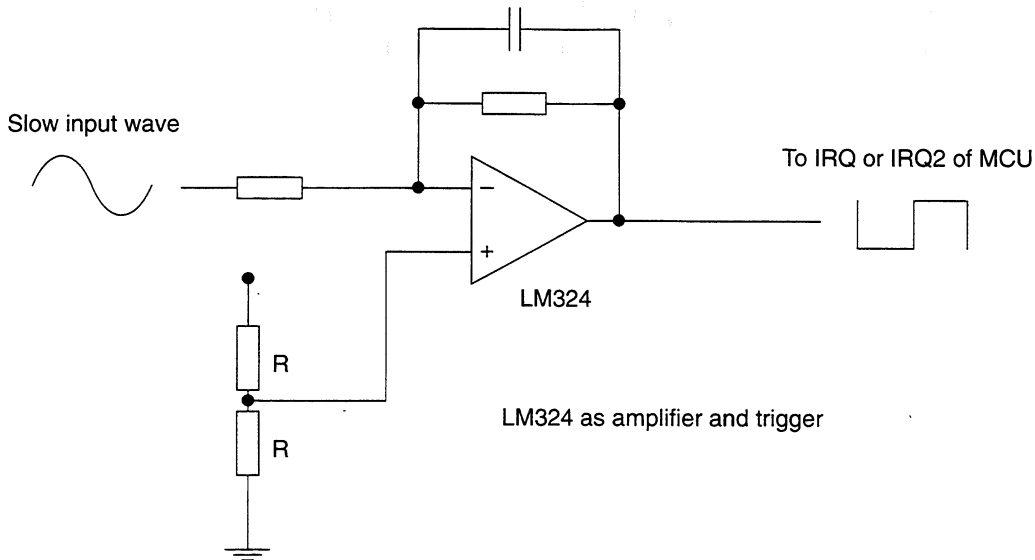 Slow input wave
To IRQ or IRQ2 of MCU
−
+
LM324
R
R
LM324 as amplifier and trigger